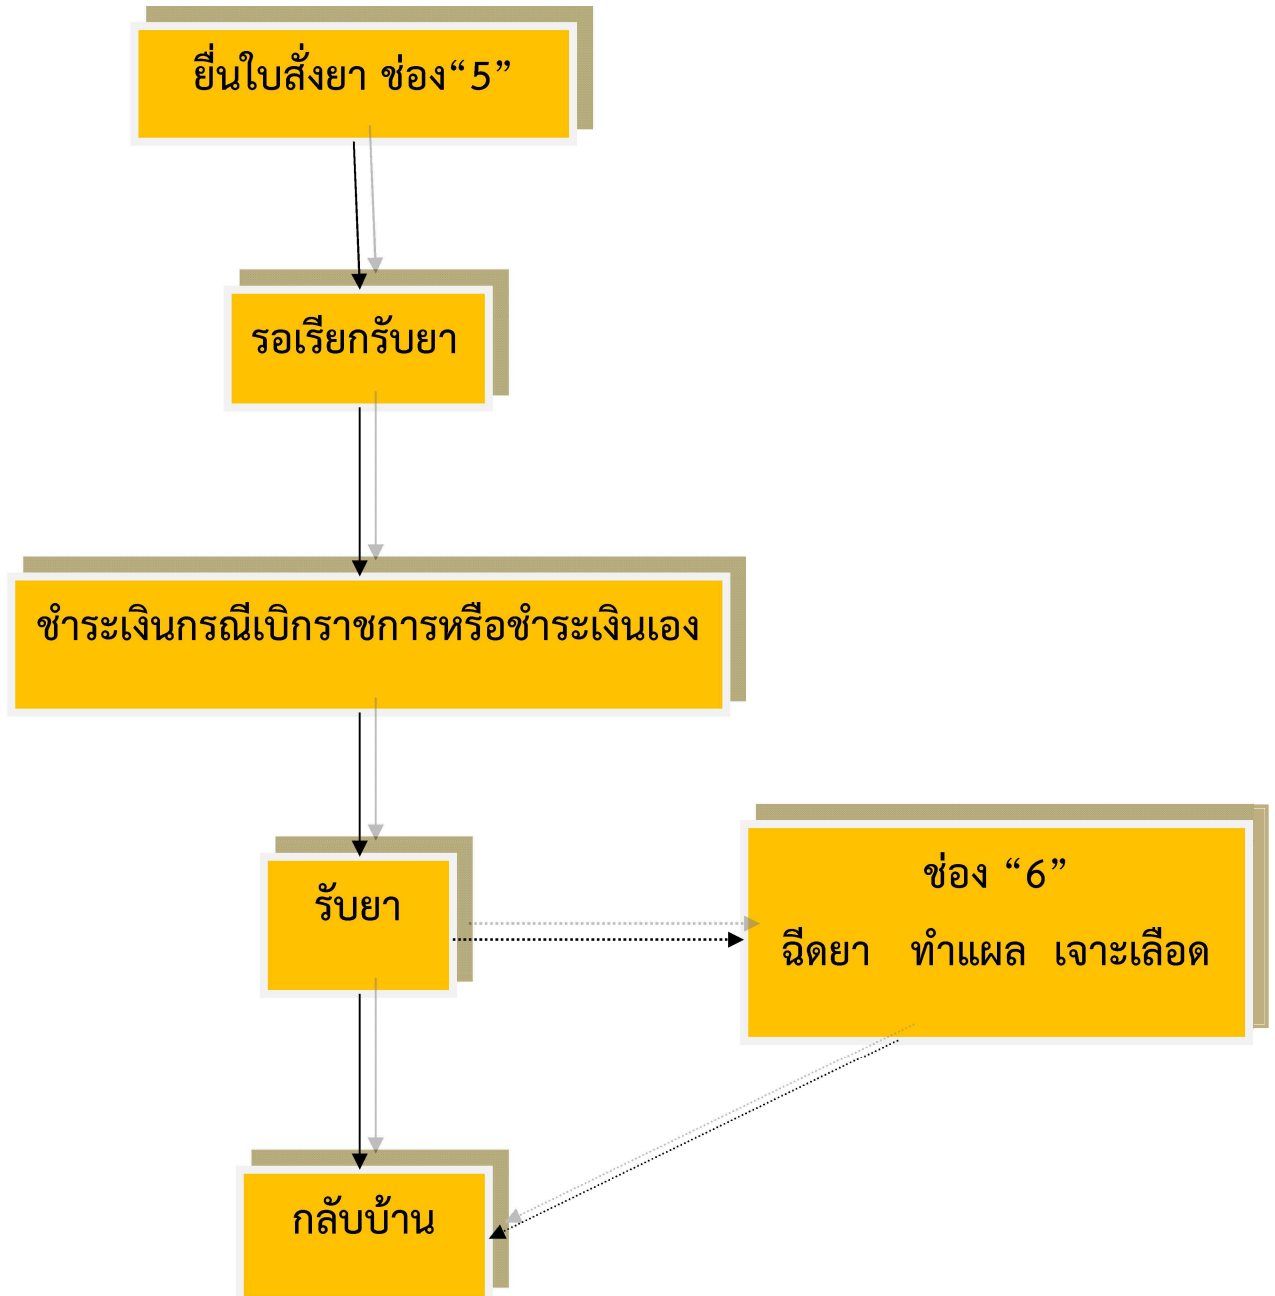 ยื่นใบสั่งยา ช่อง“5”
รอเรียกรับยา
ชำระเงินกรณีเบิกราชการหรือชำระเงินเอง
รับยา
ช่อง “6”
ฉีดยา ทำแผล เจาะเลือด
กลับบ้าน